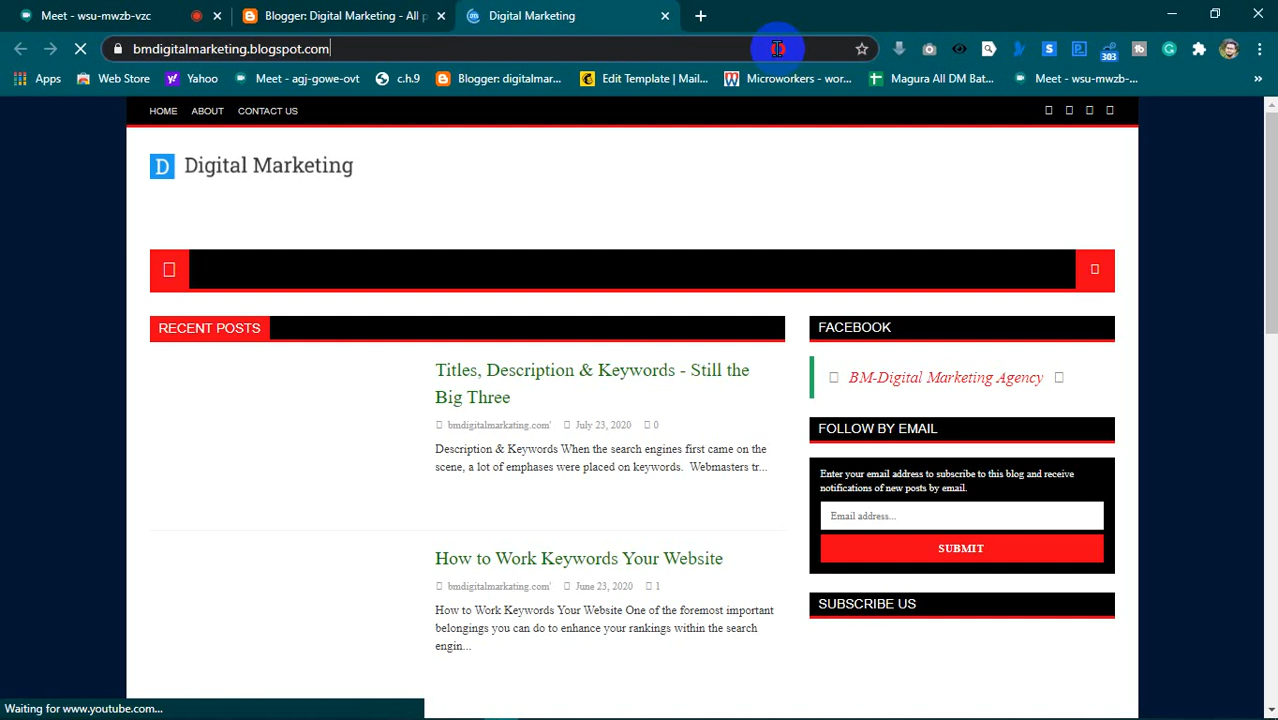 Meet - wsu-mwzb-vzc
Blogger: Digital Marketing - All p
Digital Marketing
bmdigitalmarketing.blogspot.com
303
Apps
Web Store
Yahoo
Meet - agj-gowe-ovt
c.h.9
Blogger: digitalmar...
Edit Template | Mail...
Microworkers - wor...
Magura All DM Bat...
Meet - wsu-mwzb-...
»
HOME ABOUT CONTACT US
D Digital Marketing
RECENT POSTS
Titles, Description & Keywords - Still the
Big Three
bmdigitalmarkating.com' July 23, 2020 0
Description & Keywords When the search engines first came on the
scene, a lot of emphases were placed on keywords.  Webmasters tr...
How to Work Keywords Your Website
bmdigitalmarkating.com' June 23, 2020 1
How to Work Keywords Your Website One of the foremost important
belongings you can do to enhance your rankings within the search
engin...
FACEBOOK
BM-Digital Marketing Agency
FOLLOW BY EMAIL
Enter your email address to subscribe to this blog and receive
notifications of new posts by email.
Email address...
SUBMIT
SUBSCRIBE US
Waiting for www.youtube.com...